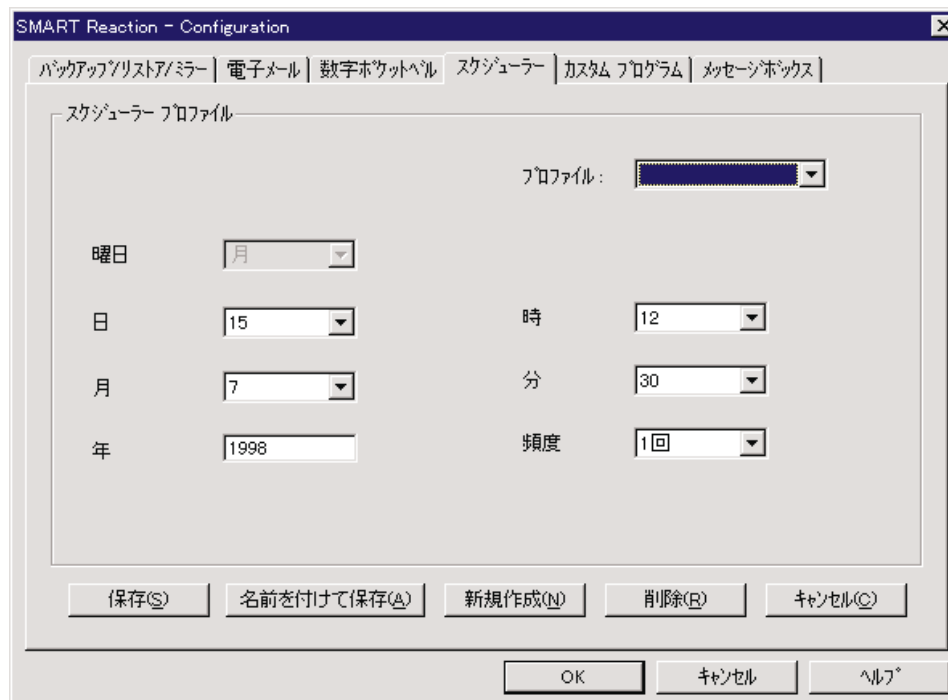 SMART Reaction - Configuration
ﾊﾞｯｸｱｯﾌﾟ/ﾘｽﾄｱ/ﾐﾗｰ 電子ﾒｰﾙ 数字ﾎﾟｹｯﾄﾍﾞﾙ ｽｹｼﾞｭｰﾗｰ ｶｽﾀﾑ ﾌﾟﾛｸﾞﾗﾑ ﾒｯｾｰｼﾞﾎﾞｯｸｽ
ｽｹｼﾞｭｰﾗｰ ﾌﾟﾛﾌｧｲﾙ
ﾌﾟﾛﾌｧｲﾙ:
曜日 月
日 15 時 12
月 7 分 30
年 1998 頻度 1回
保存(S) 名前を付けて保存(A) 新規作成(N) 削除(R) ｷｬﾝｾﾙ(C)
OK ｷｬﾝｾﾙ ﾍﾙﾌﾟ